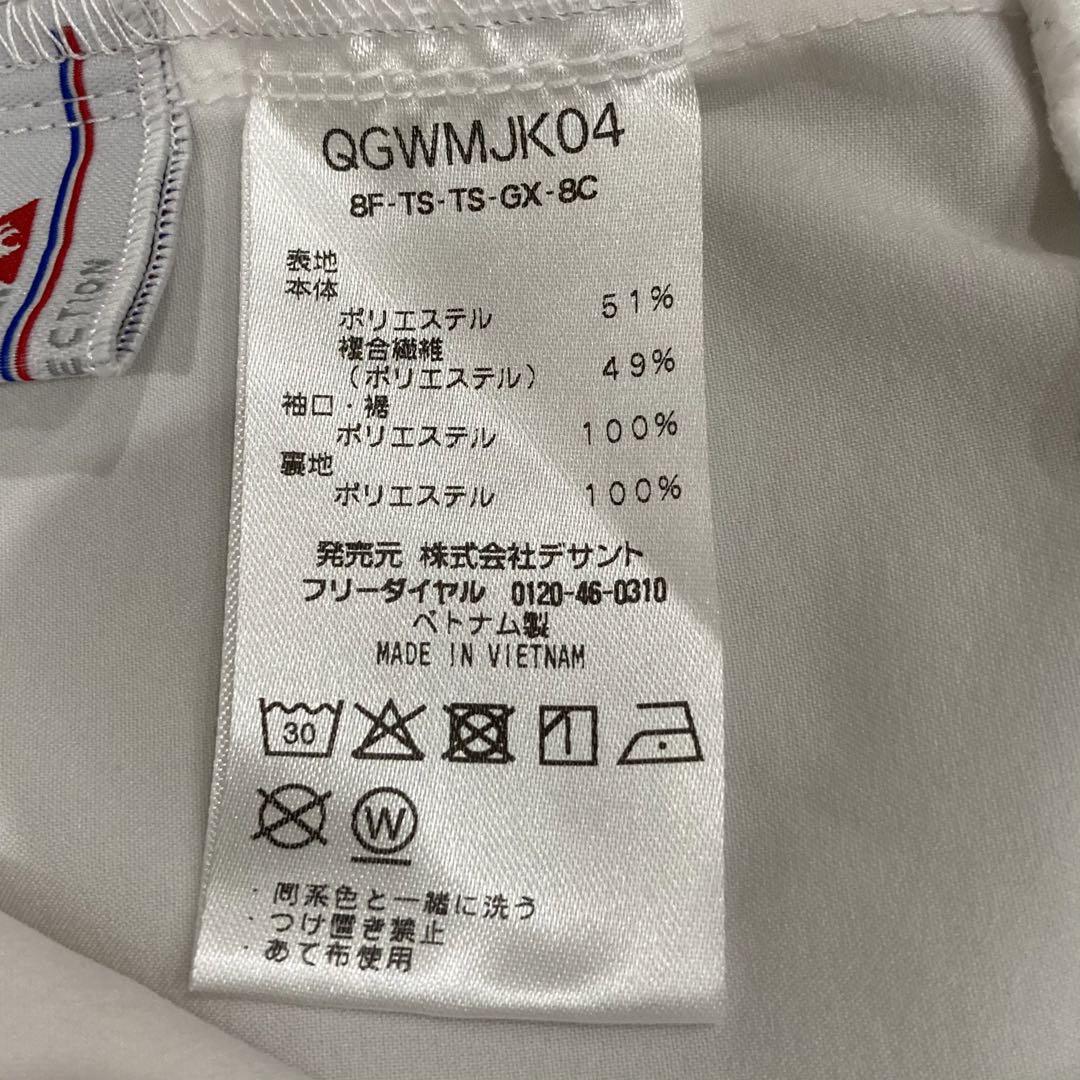 QGWMJK04
8F-TS-TS-GX-8C
表地
本体
ポリエステル 51%
複合繊維
(ポリエステル) 49%
袖口・裾
ポリエステル 100%
裏地
ポリエステル 100%
発売元 株式会社デサント
フリーダイヤル 0120-46-0310
ベトナム製
MADE IN VIETNAM
30
W
・同系色と一緒に洗う
・つけ置き禁止
・あて布使用
ECTION